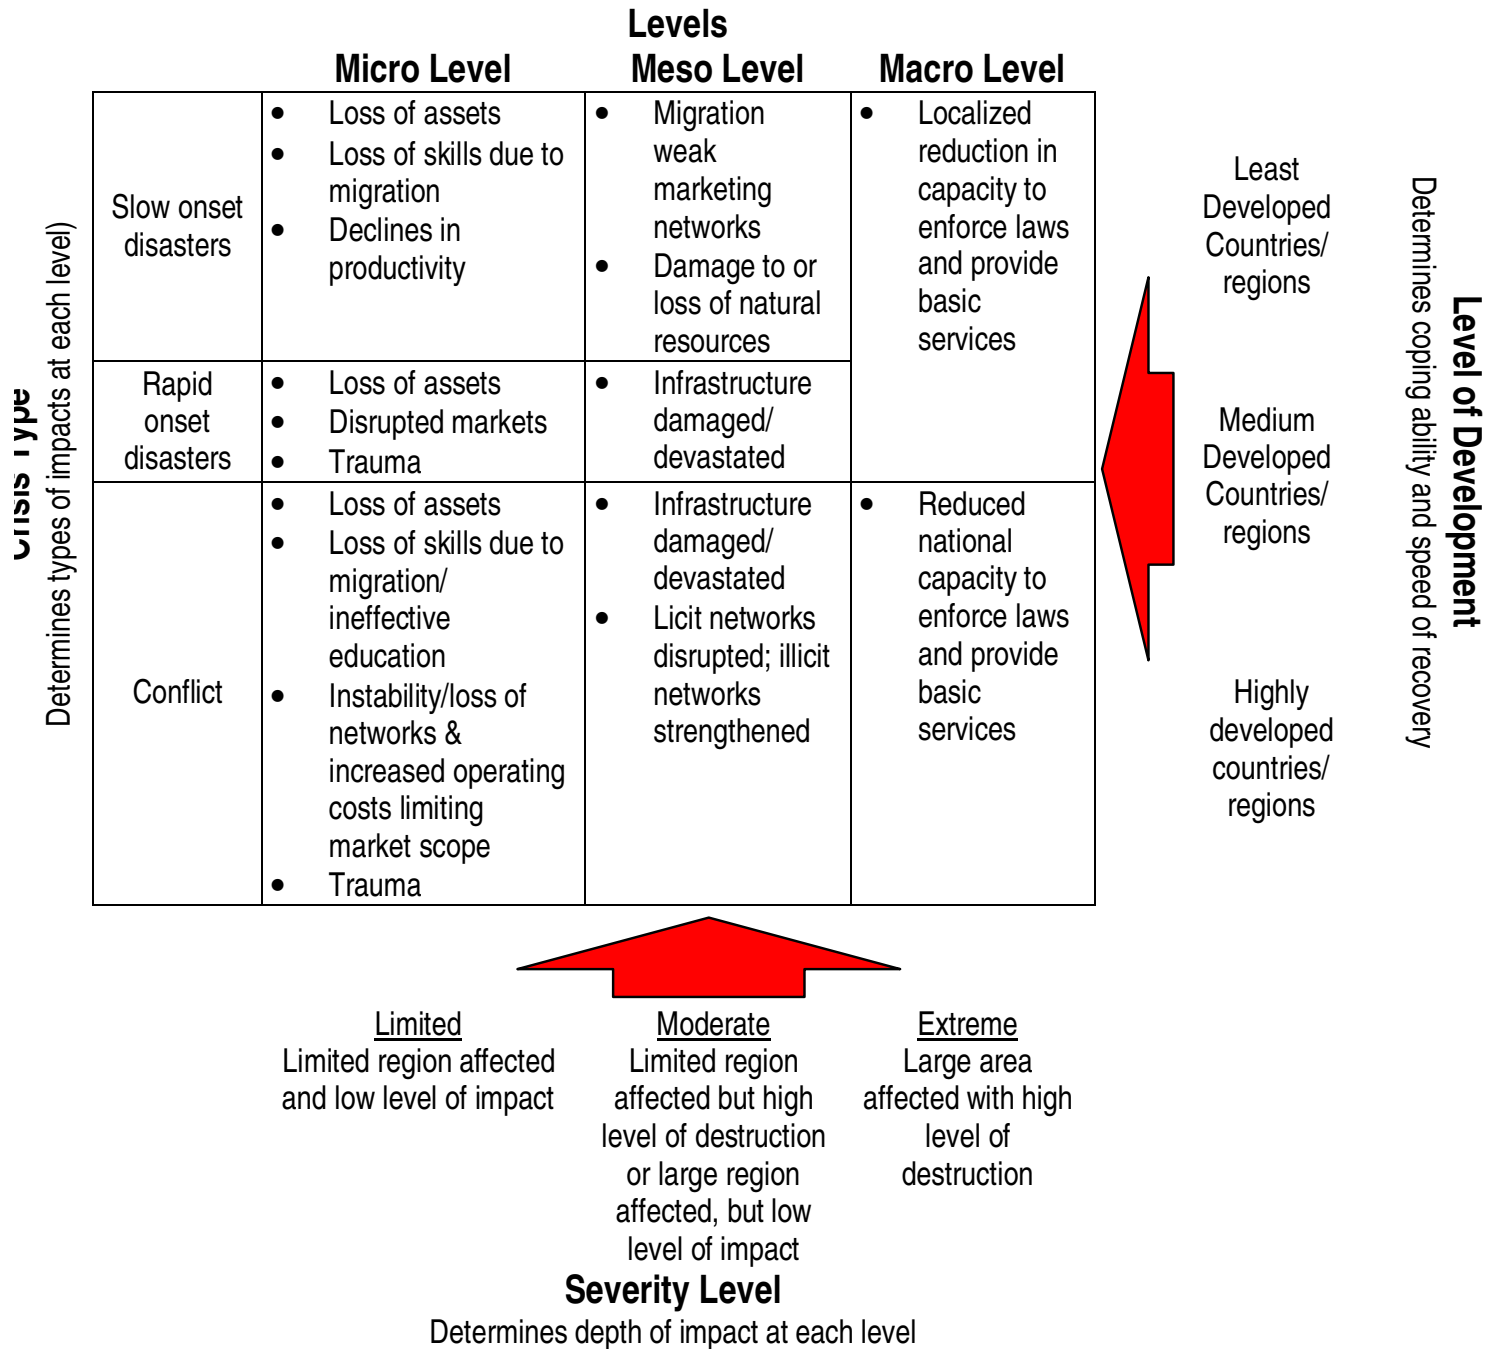 Levels
Micro Level
Meso Level
Macro Level
Crisis Type
Determines types of impacts at each level)
Slow onset
disasters
• Loss of assets
• Loss of skills due to
migration
• Declines in
productivity
• Migration
weak
marketing
networks
• Damage to or
loss of natural
resources
• Localized
reduction in
capacity to
enforce laws
and provide
basic
services
Rapid
onset
disasters
• Loss of assets
• Disrupted markets
• Trauma
• Infrastructure
damaged/
devastated
Conflict
• Loss of assets
• Loss of skills due to
migration/
ineffective
education
• Instability/loss of
networks &
increased operating
costs limiting
market scope
• Trauma
• Infrastructure
damaged/
devastated
• Licit networks
disrupted; illicit
networks
strengthened
• Reduced
national
capacity to
enforce laws
and provide
basic
services
Least
Developed
Countries/
regions
Medium
Developed
Countries/
regions
Highly
developed
countries/
regions
Level of Development
Determines coping ability and speed of recovery
Limited
Limited region affected
and low level of impact
Moderate
Limited region
affected but high
level of destruction
or large region
affected, but low
level of impact
Extreme
Large area
affected with high
level of
destruction
Severity Level
Determines depth of impact at each level